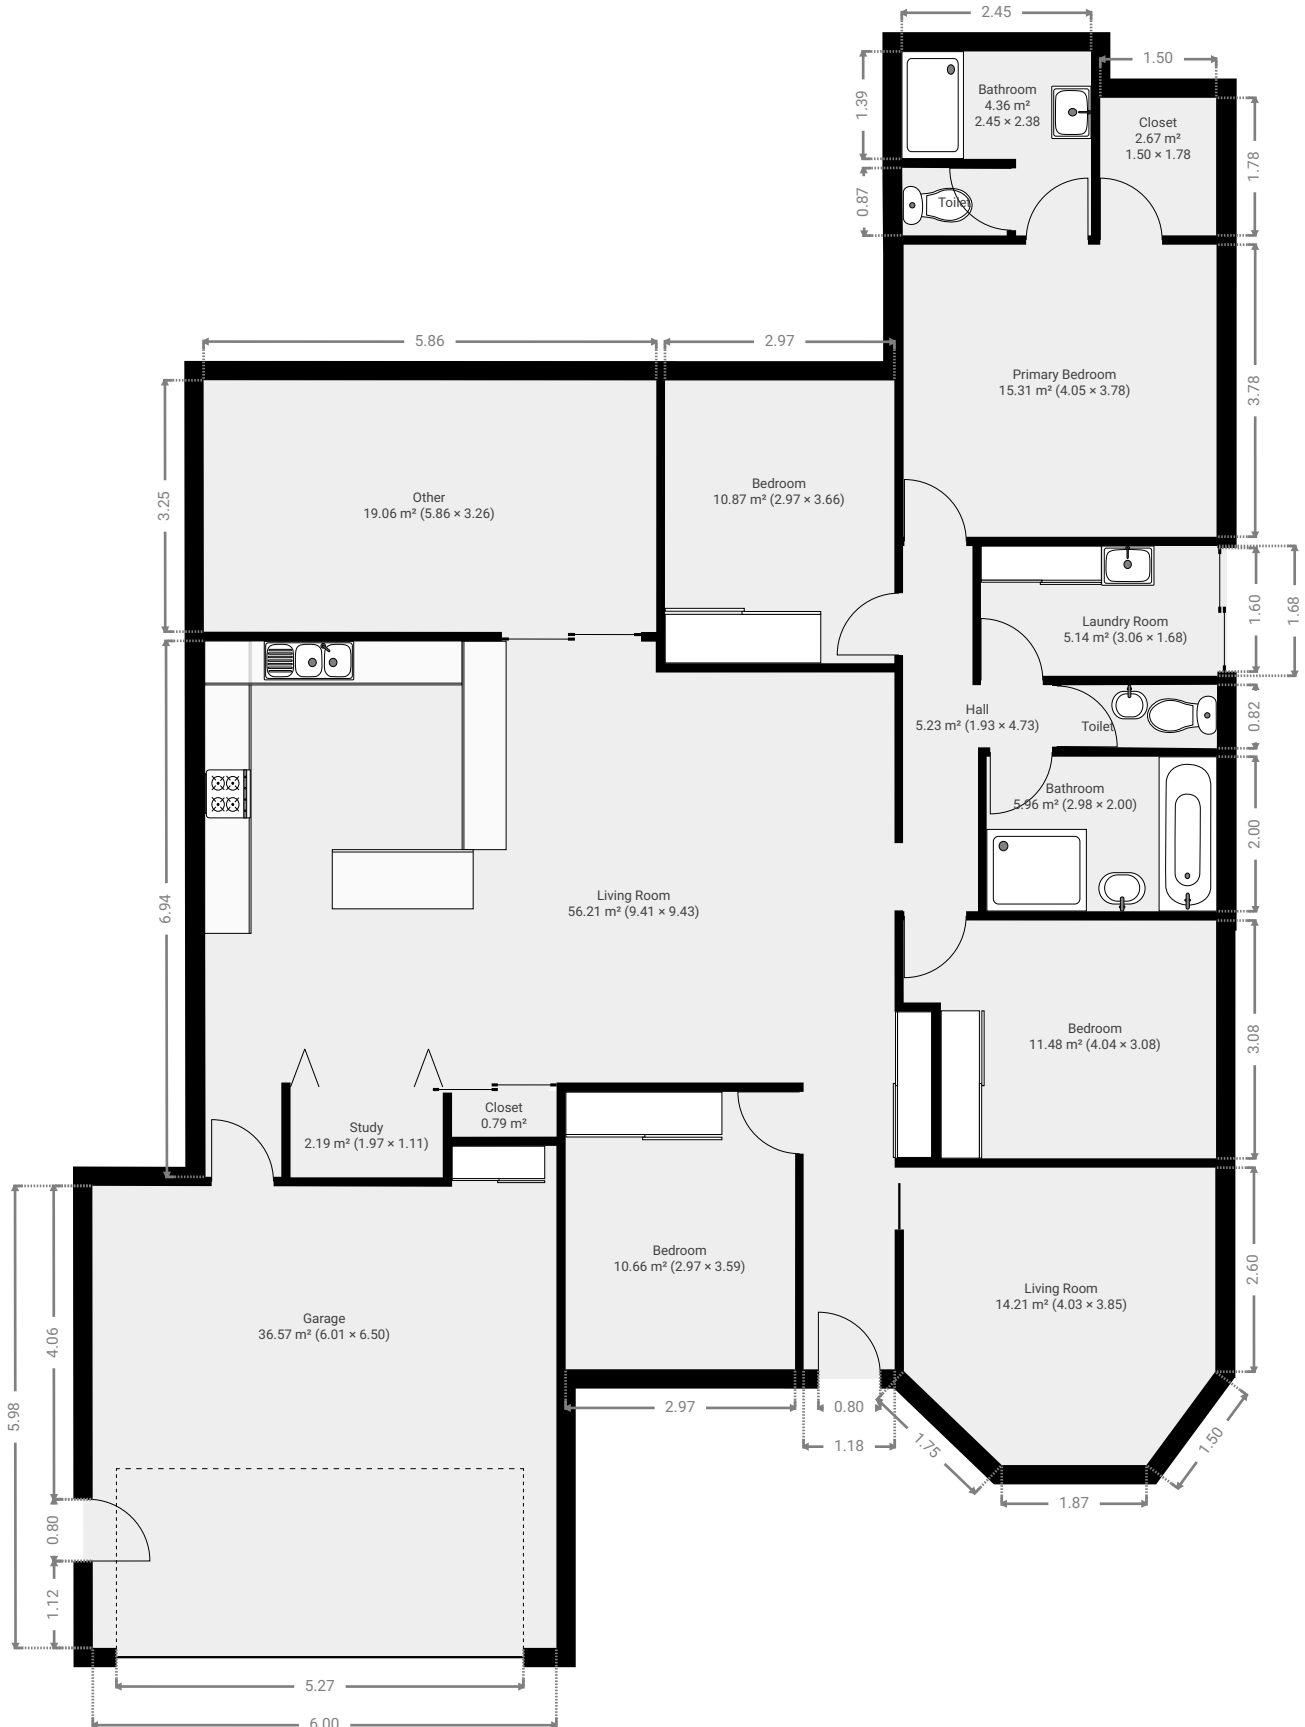 2.45
1.50
1.39
Bathroom
4.36 m²
2.45 × 2.38
Closet
2.67 m²
1.50 × 1.78
1.78
0.87
Toilet
5.86
2.97
Primary Bedroom
15.31 m² (4.05 × 3.78)
3.78
3.25
Other
19.06 m² (5.86 × 3.26)
Bedroom
10.87 m² (2.97 × 3.66)
Laundry Room
5.14 m² (3.06 × 1.68)
1.60
1.68
Hall
5.23 m² (1.93 × 4.73)
Toilet
0.82
Bathroom
5.96 m² (2.98 × 2.00)
2.00
6.94
Living Room
56.21 m² (9.41 × 9.43)
Bedroom
11.48 m² (4.04 × 3.08)
3.08
Closet
0.79 m²
Study
2.19 m² (1.97 × 1.11)
Bedroom
10.66 m² (2.97 × 3.59)
Living Room
14.21 m² (4.03 × 3.85)
2.60
Garage
36.57 m² (6.01 × 6.50)
4.06
5.98
2.97
0.80
1.18
1.75
1.50
1.87
0.80
1.12
5.27
6.00